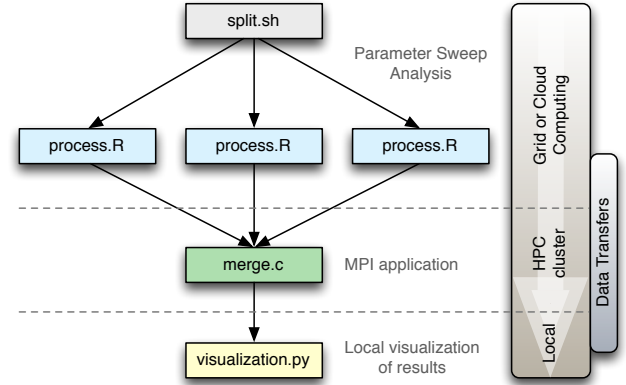 split.sh
Parameter Sweep
Analysis
process.R
process.R
process.R
merge.c
MPI application
visualization.py
Local visualization
of results
Grid or Cloud
Computing
HPC
cluster
Local
Data Transfers